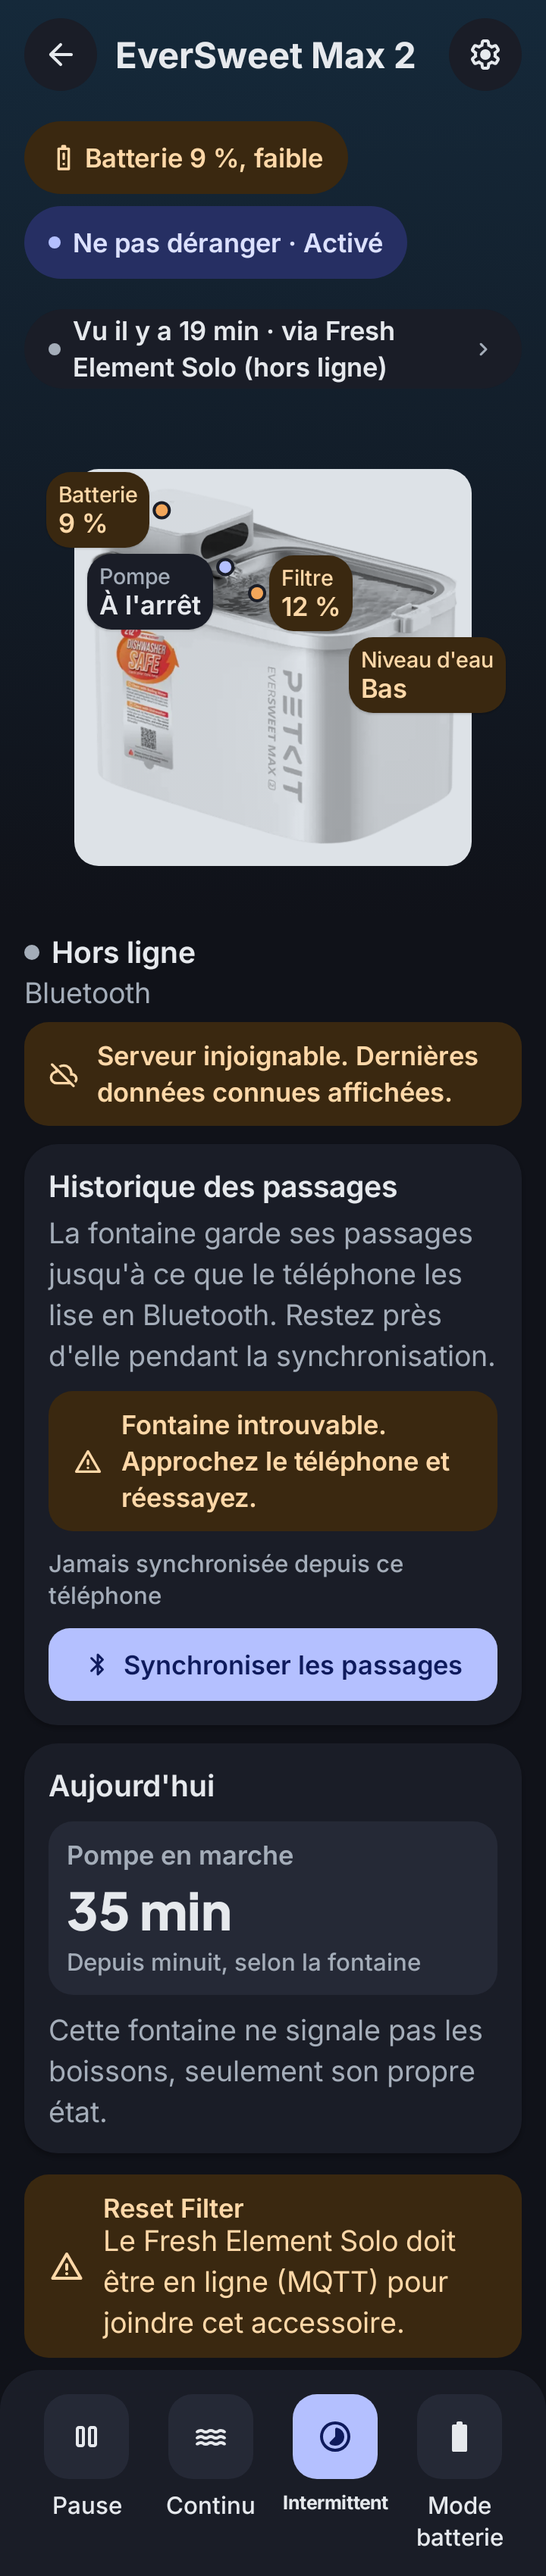 EverSweet Max 2
Batterie 9 %, faible
Ne pas déranger · Activé
Vu il y a 19 min · via Fresh
Element Solo (hors ligne)
Batterie
9 %
Pompe
À l'arrêt
Filtre
12 %
Niveau d'eau
Bas
DISHWASHER
SAFE
PETKIT
EVERSWEET MAX 2
Hors ligne
Bluetooth
Serveur injoignable. Dernières
données connues affichées.
Historique des passages
La fontaine garde ses passages
jusqu'à ce que le téléphone les
lise en Bluetooth. Restez près
d'elle pendant la synchronisation.
Fontaine introuvable.
Approchez le téléphone et
réessayez.
Jamais synchronisée depuis ce
téléphone
Synchroniser les passages
Aujourd'hui
Pompe en marche
35 min
Depuis minuit, selon la fontaine
Cette fontaine ne signale pas les
boissons, seulement son propre
état.
Reset Filter
Le Fresh Element Solo doit
être en ligne (MQTT) pour
joindre cet accessoire.
Pause
Continu
Intermittent
Mode
batterie